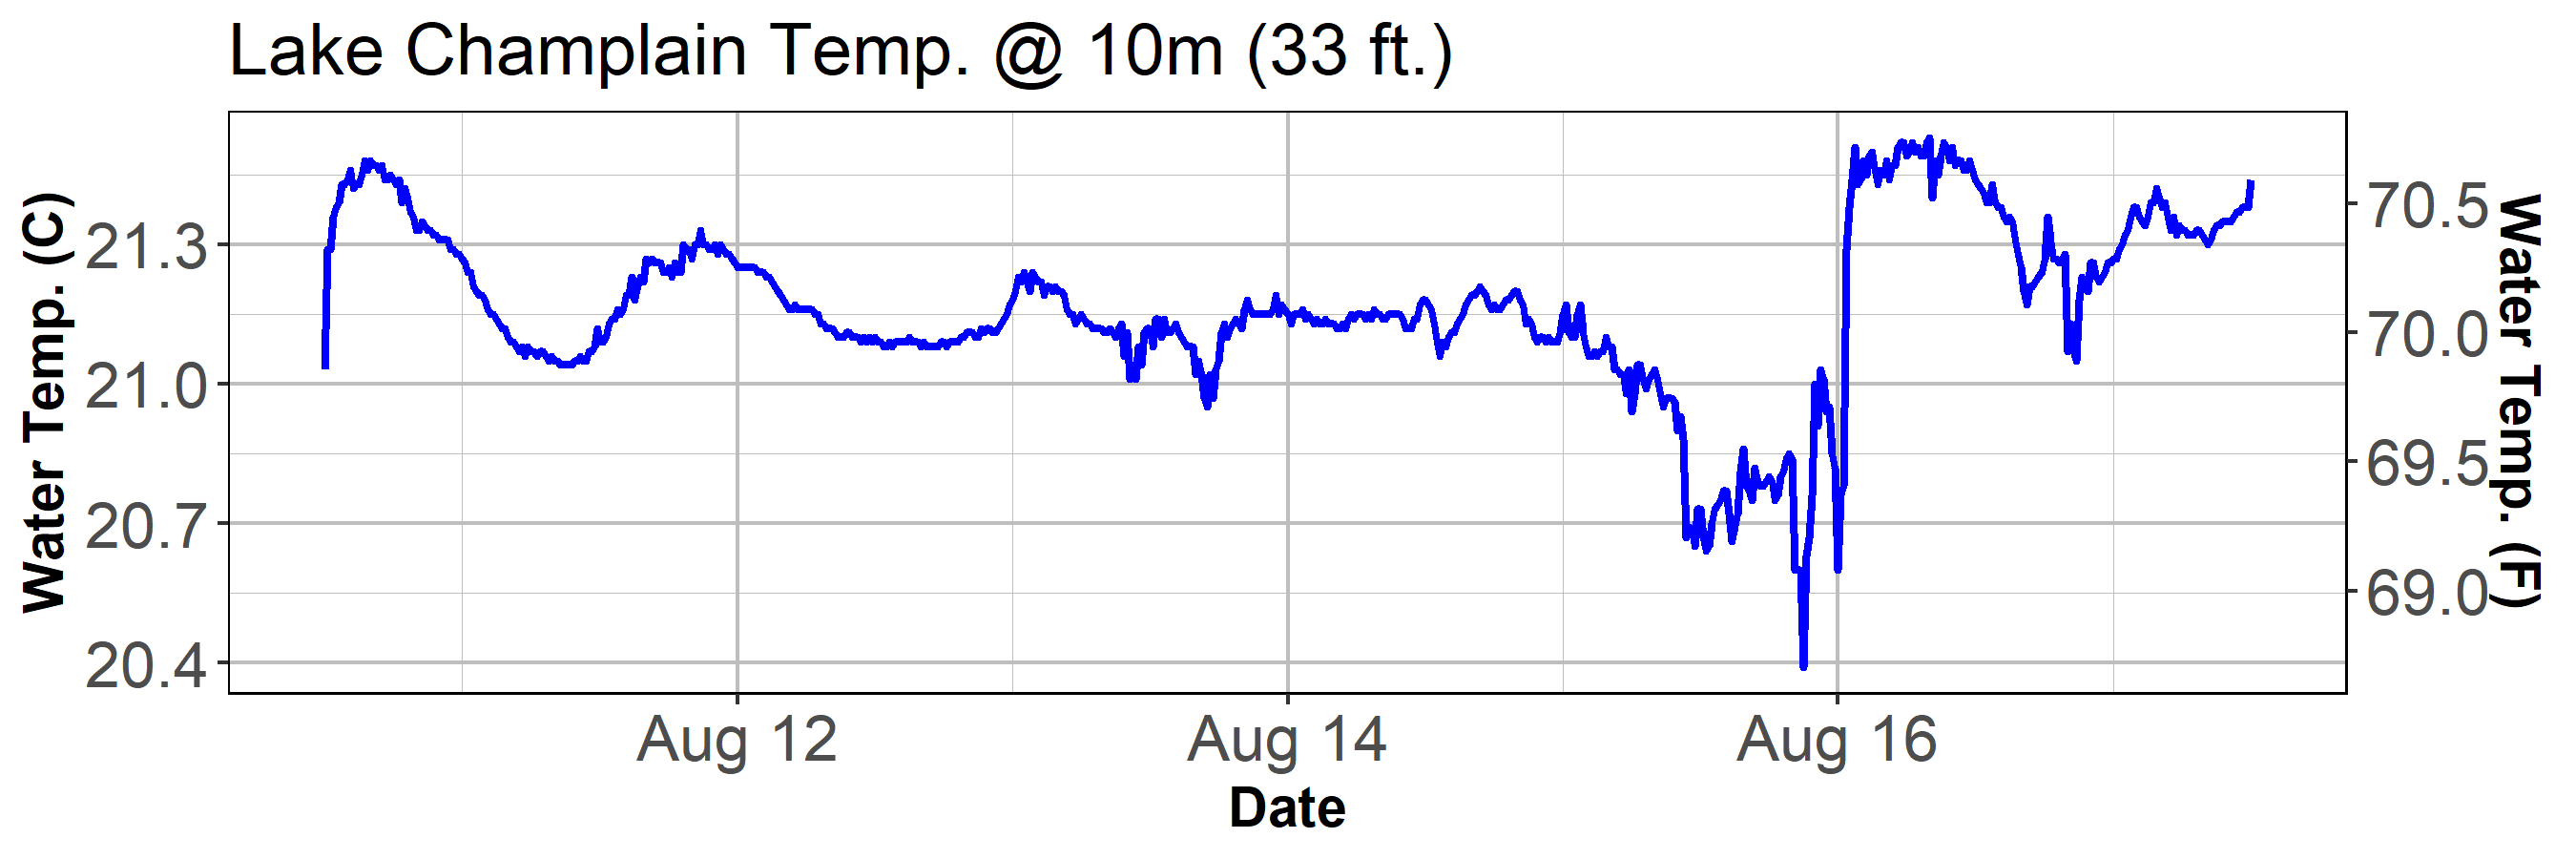 Lake Champlain Temp. @ 10m (33 ft.)
Water Temp. (C)
21.3
21.0
20.7
20.4
70.5
70.0
69.5
69.0
Water Temp. (F)
Aug 12 Aug 14 Aug 16
Date